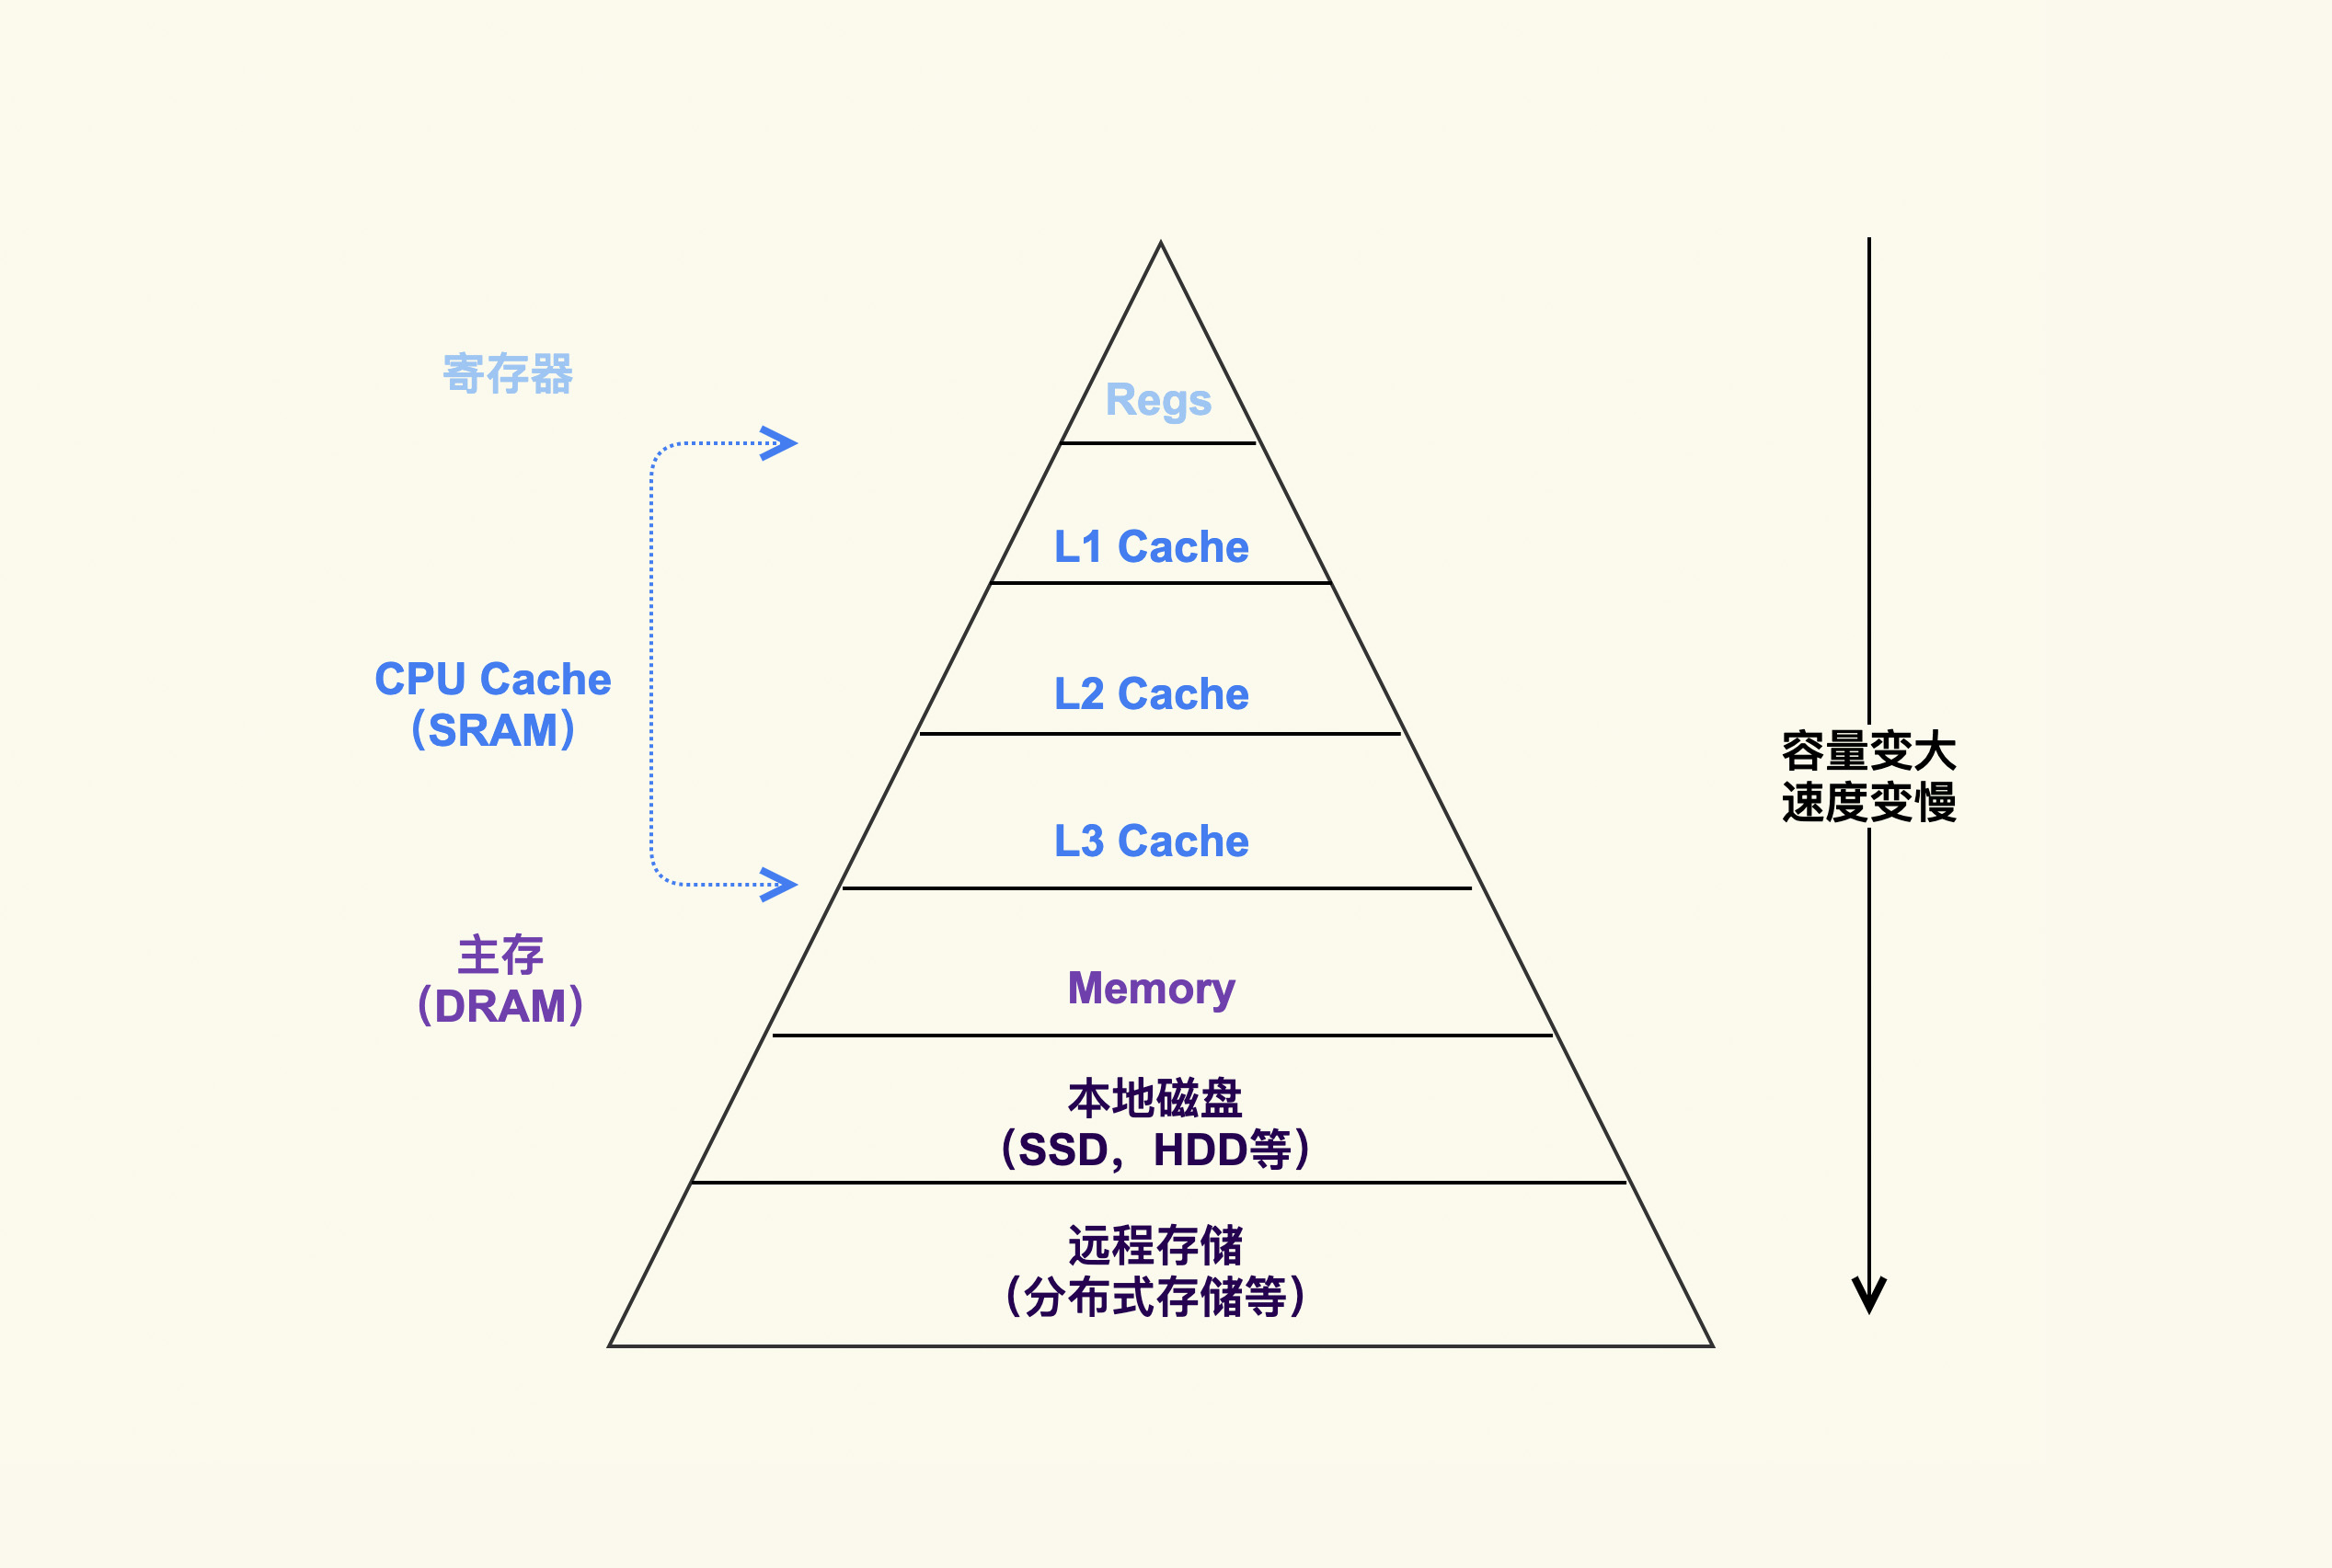 寄存器
Regs
L1 Cache
CPU Cache
（SRAM）
L2 Cache
容量变大
速度变慢
L3 Cache
主存
（DRAM）
Memory
本地磁盘
（SSD，HDD等）
远程存储
（分布式存储等）